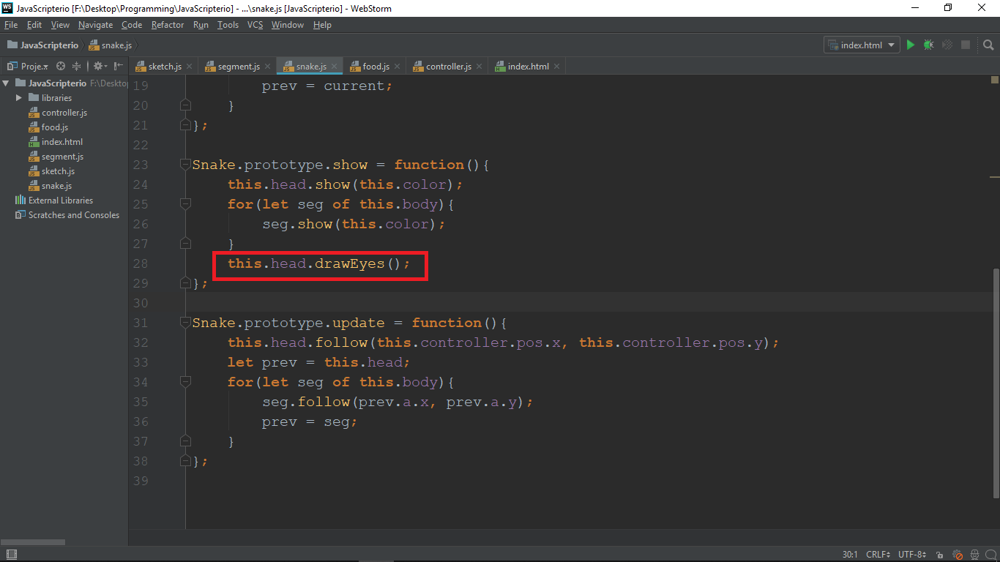 JavaScripterio [F:\Desktop\Programming\JavaScripterio] - ...\snake.js [JavaScripterio] - WebStorm
File Edit View Navigate Code Refactor Run Tools VCS Window Help
JavaScripterio snake.js index.html
Proje.. sketch.js segment.js snake.js food.js controller.js index.html
JavaScripterio F:\Desktop
libraries
controller.js
food.js
index.html
segment.js
sketch.js
snake.js
External Libraries
Scratches and Consoles
19 prev = current;
20 }
21 };
22
23 Snake.prototype.show = function(){
24 this.head.show(this.color);
25 for(let seg of this.body){
26 seg.show(this.color);
27 }
28 this.head.drawEyes();
29 };
30
31 Snake.prototype.update = function(){
32 this.head.follow(this.controller.pos.x, this.controller.pos.y);
33 let prev = this.head;
34 for(let seg of this.body){
35 seg.follow(prev.a.x, prev.a.y);
36 prev = seg;
37 }
38 };
39
30:1 CRLF UTF-8